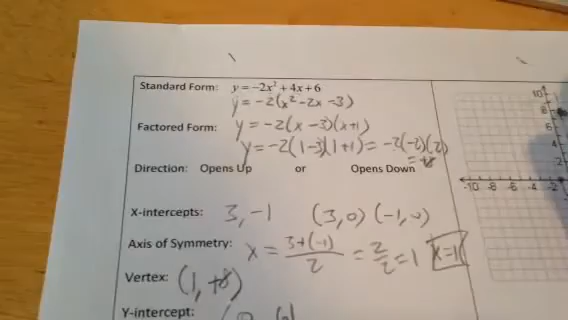 Standard Form: y = -2x² + 4x + 6
y = -2(x² - 2x - 3)
Factored Form: y = -2(x - 3)(x+1)
y = -2(1-3)(1+1) = -2(-2)(2)
= +8
Direction: Opens Up or Opens Down
X-intercepts: 3, -1 (3,0) (-1,0)
Axis of Symmetry: x = 3+(-1)/2 = 2/2 = 1 x=1
Vertex: (1, +8)
Y-intercept:
10
8
6
4
2
-10 -8 -6 -4 -2